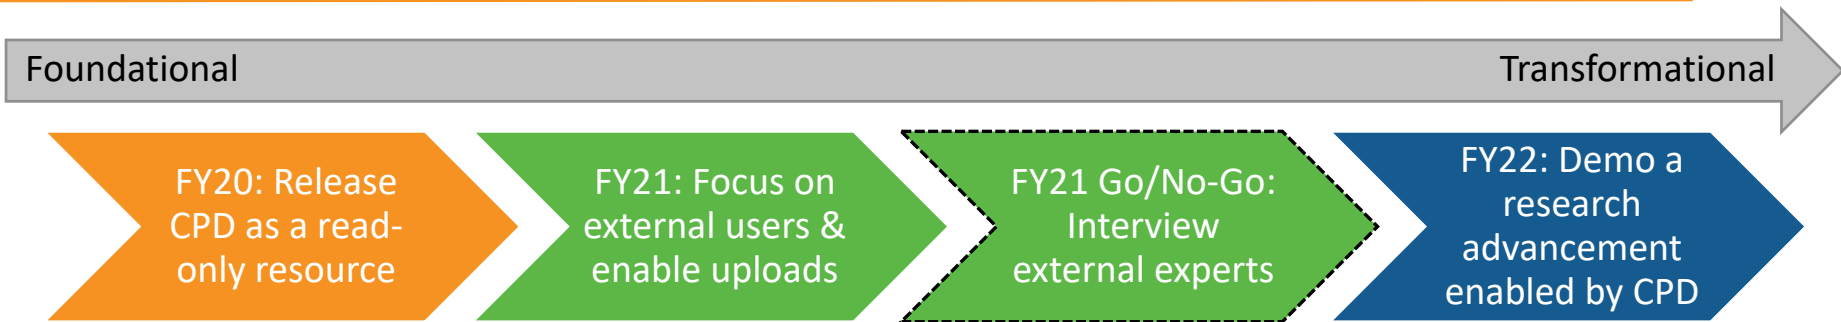 Foundational
Transformational
FY20: Release
CPD as a read-
only resource
FY21: Focus on
external users &
enable uploads
FY21 Go/No-Go:
Interview
external experts
FY22: Demo a
research
advancement
enabled by CPD